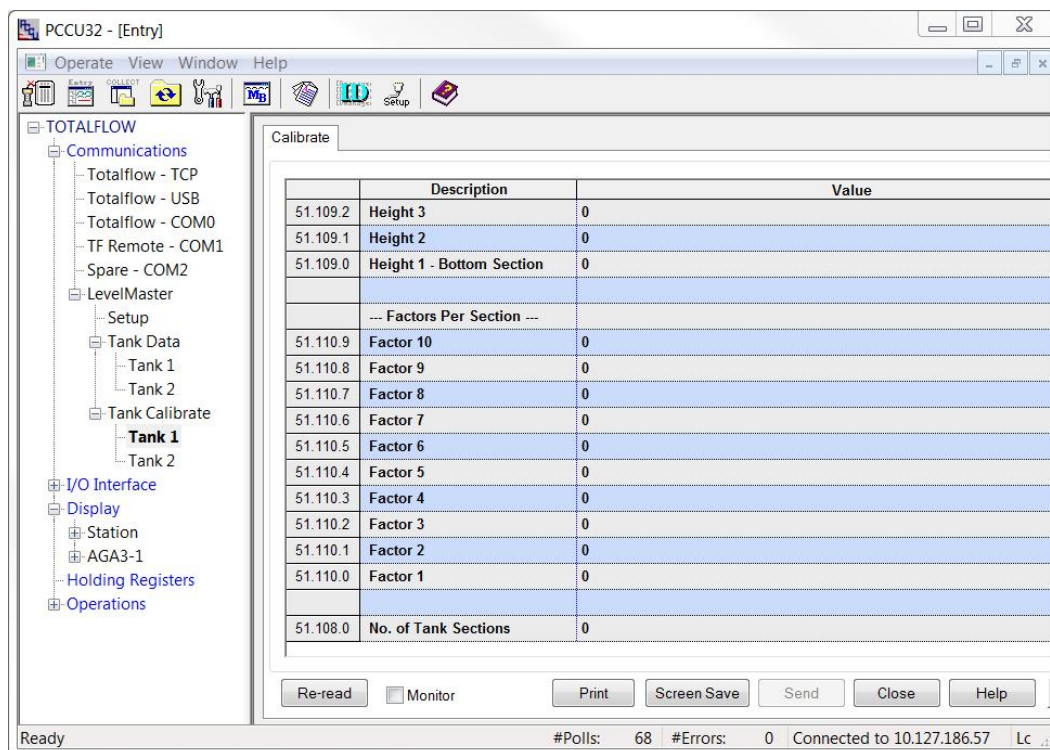 PCCU32 - [Entry]
Operate View Window Help
Entry COLLECT MB Setup
TOTALFLOW
Communications
Totalflow - TCP
Totalflow - USB
Totalflow - COM0
TF Remote - COM1
Spare - COM2
LevelMaster
Setup
Tank Data
Tank 1
Tank 2
Tank Calibrate
Tank 1
Tank 2
I/O Interface
Display
Station
AGA3-1
Holding Registers
Operations
Calibrate
Description Value
51.109.2 Height 3 0
51.109.1 Height 2 0
51.109.0 Height 1 - Bottom Section 0
--- Factors Per Section ---
51.110.9 Factor 10 0
51.110.8 Factor 9 0
51.110.7 Factor 8 0
51.110.6 Factor 7 0
51.110.5 Factor 6 0
51.110.4 Factor 5 0
51.110.3 Factor 4 0
51.110.2 Factor 3 0
51.110.1 Factor 2 0
51.110.0 Factor 1 0
51.108.0 No. of Tank Sections 0
Re-read Monitor Print Screen Save Send Close Help
Ready #Polls: 68 #Errors: 0 Connected to 10.127.186.57 Lc